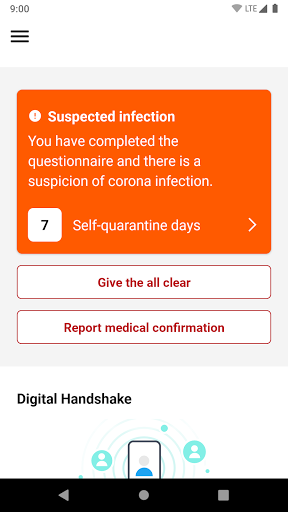 9:00
LTE
Suspected infection
You have completed the
questionnaire and there is a
suspicion of corona infection.
7 Self-quarantine days
Give the all clear
Report medical confirmation
Digital Handshake